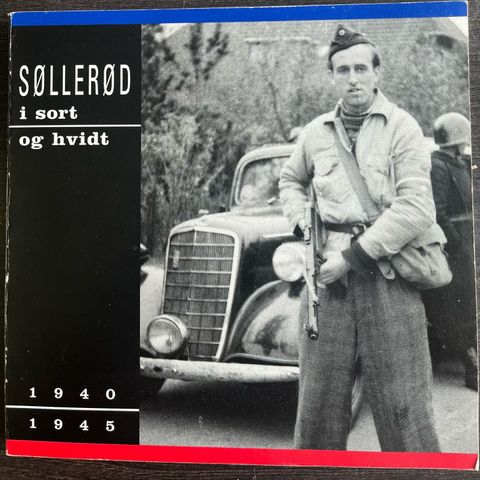 SØLLERØD
i sort
og hvidt
1940
1945